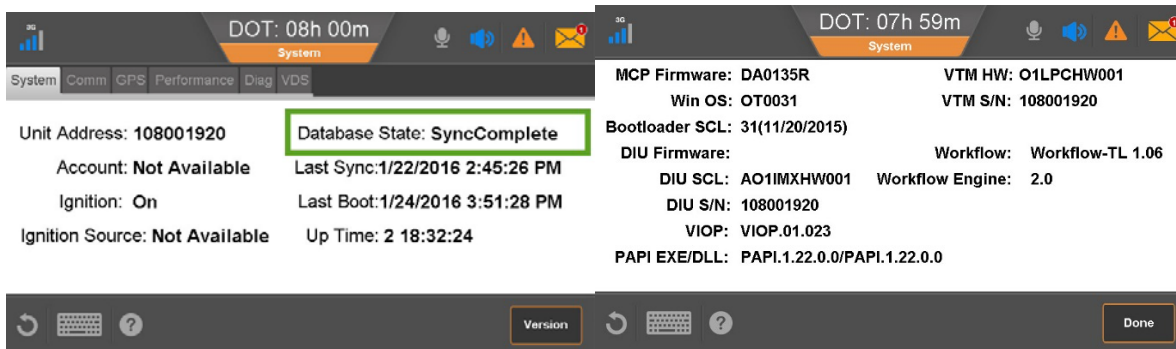 3G
DOT: 08h 00m
System
1
System Comm GPS Performance Diag VDS
Unit Address: 108001920
Database State: SyncComplete
Account: Not Available
Last Sync:1/22/2016 2:45:26 PM
Ignition: On
Last Boot:1/24/2016 3:51:28 PM
Ignition Source: Not Available
Up Time: 2 18:32:24
?
Version
3G
DOT: 07h 59m
System
1
MCP Firmware: DA0135R
VTM HW: O1LPCHW001
Win OS: OT0031
VTM S/N: 108001920
Bootloader SCL: 31(11/20/2015)
DIU Firmware:
Workflow: Workflow-TL 1.06
DIU SCL: AO1IMXHW001
Workflow Engine: 2.0
DIU S/N: 108001920
VIOP: VIOP.01.023
PAPI EXE/DLL: PAPI.1.22.0.0/PAPI.1.22.0.0
?
Done